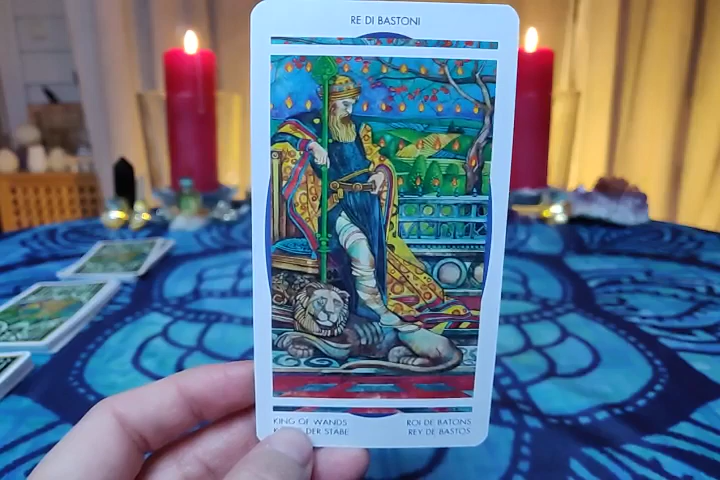 RE DI BASTONI
KING OF WANDS
DER STÄBE
ROI DE BATONS
REY DE BASTOS